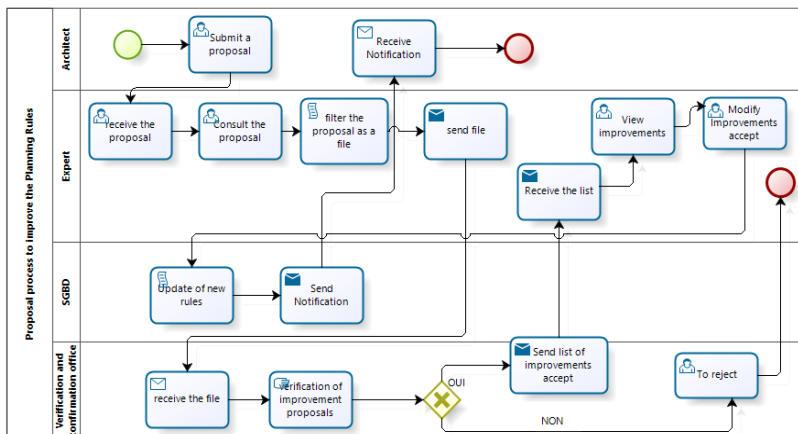 Proposal process to improve the Planning Rules
Architect
Submit a
proposal
Receive
Notification
Expert
receive the
proposal
Consult the
proposal
filter the
proposal as a
file
send file
Receive the list
View
improvements
Modify
Improvements
accept
SGBD
Update of new
rules
Send
Notification
Verification and
confirmation office
receive the file
verification of
improvement
proposals
OUI
NON
Send list of
improvements
accept
To reject